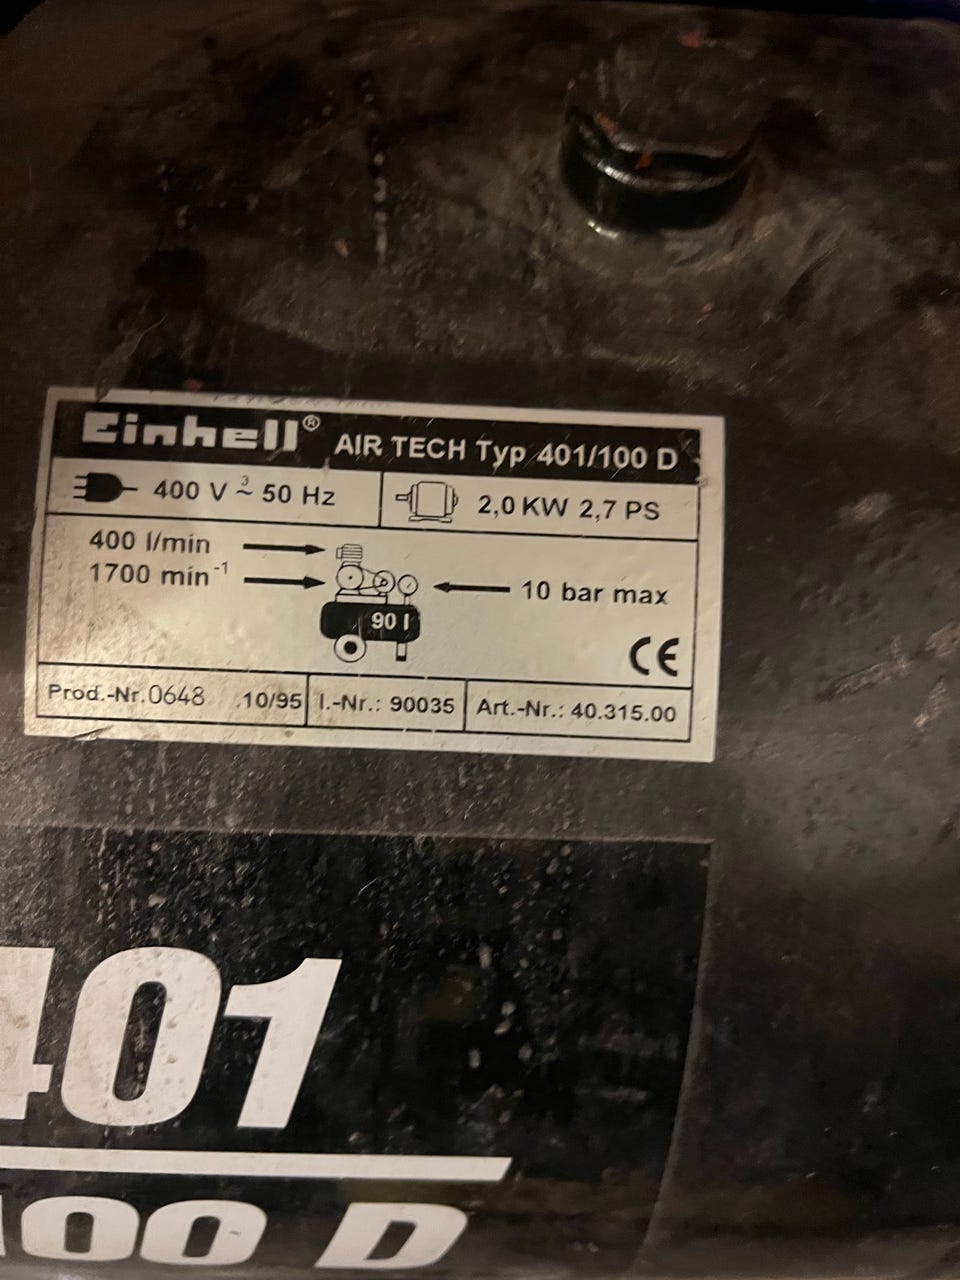 Einhell® AIR TECH Typ 401/100 D
400 V 3~ 50 Hz
2,0 KW 2,7 PS
400 l/min
1700 min⁻¹
10 bar max
90 l
CE
Prod.-Nr. 0648 .10/95 I.-Nr.: 90035 Art.-Nr.: 40.315.00
401
100 D